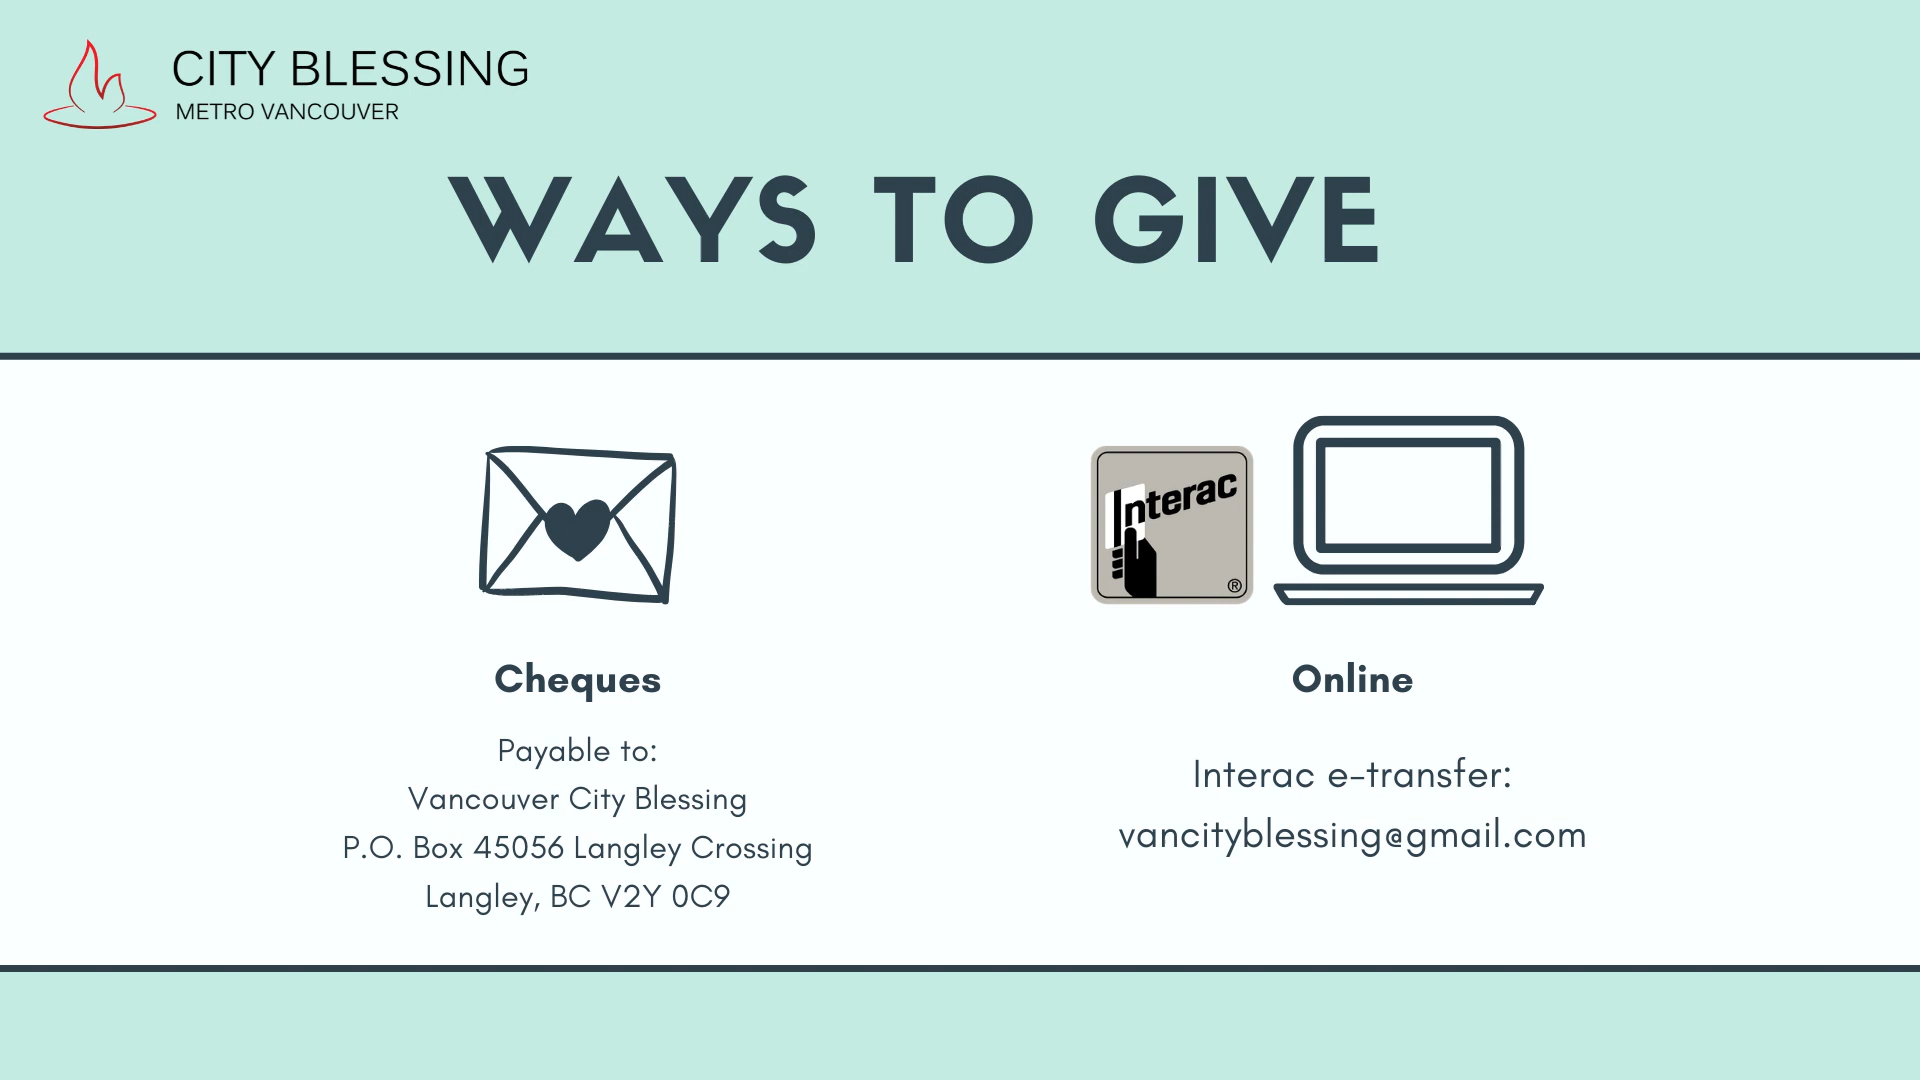 CITY BLESSING
METRO VANCOUVER
WAYS TO GIVE
Interac
®
Cheques
Payable to:
Vancouver City Blessing
P.O. Box 45056 Langley Crossing
Langley, BC V2Y 0C9
Online
Interac e-transfer:
vancityblessing@gmail.com